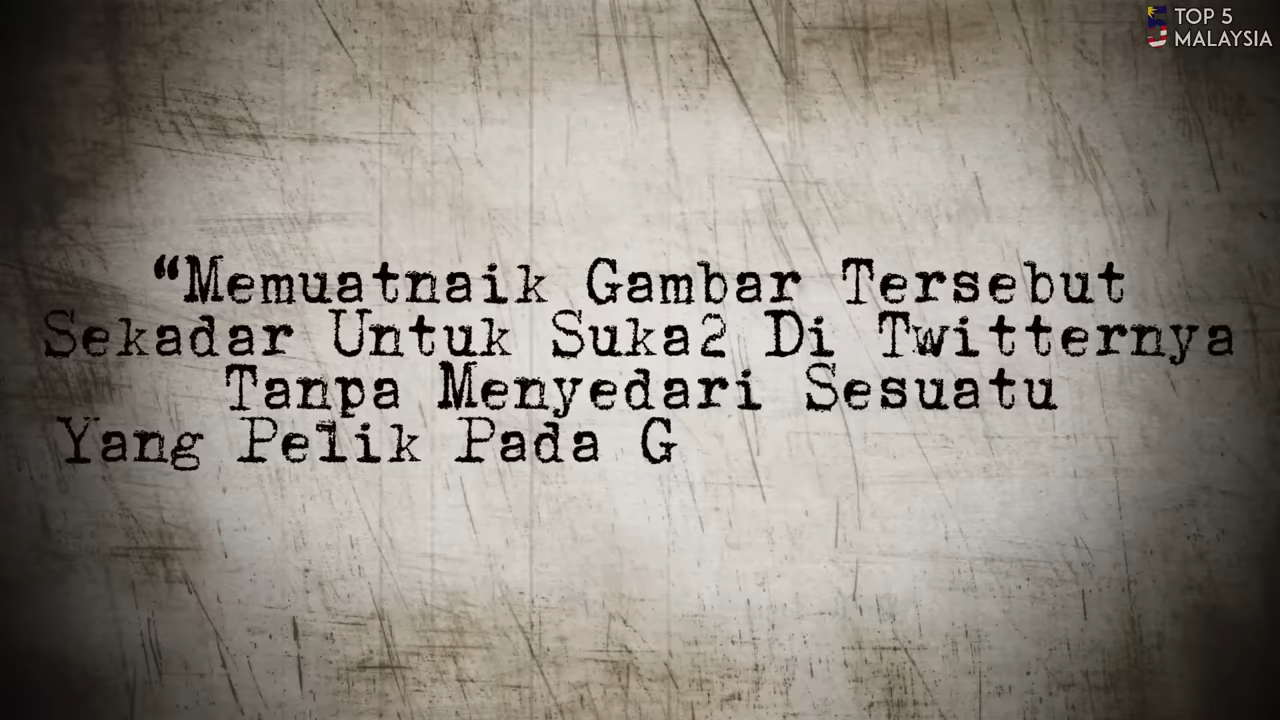 TOP 5
MALAYSIA
“Memuatnaik Gambar Tersebut
Sekadar Untuk Suka2 Di Twitternya
Tanpa Menyedari Sesuatu
Yang Pelik Pada G